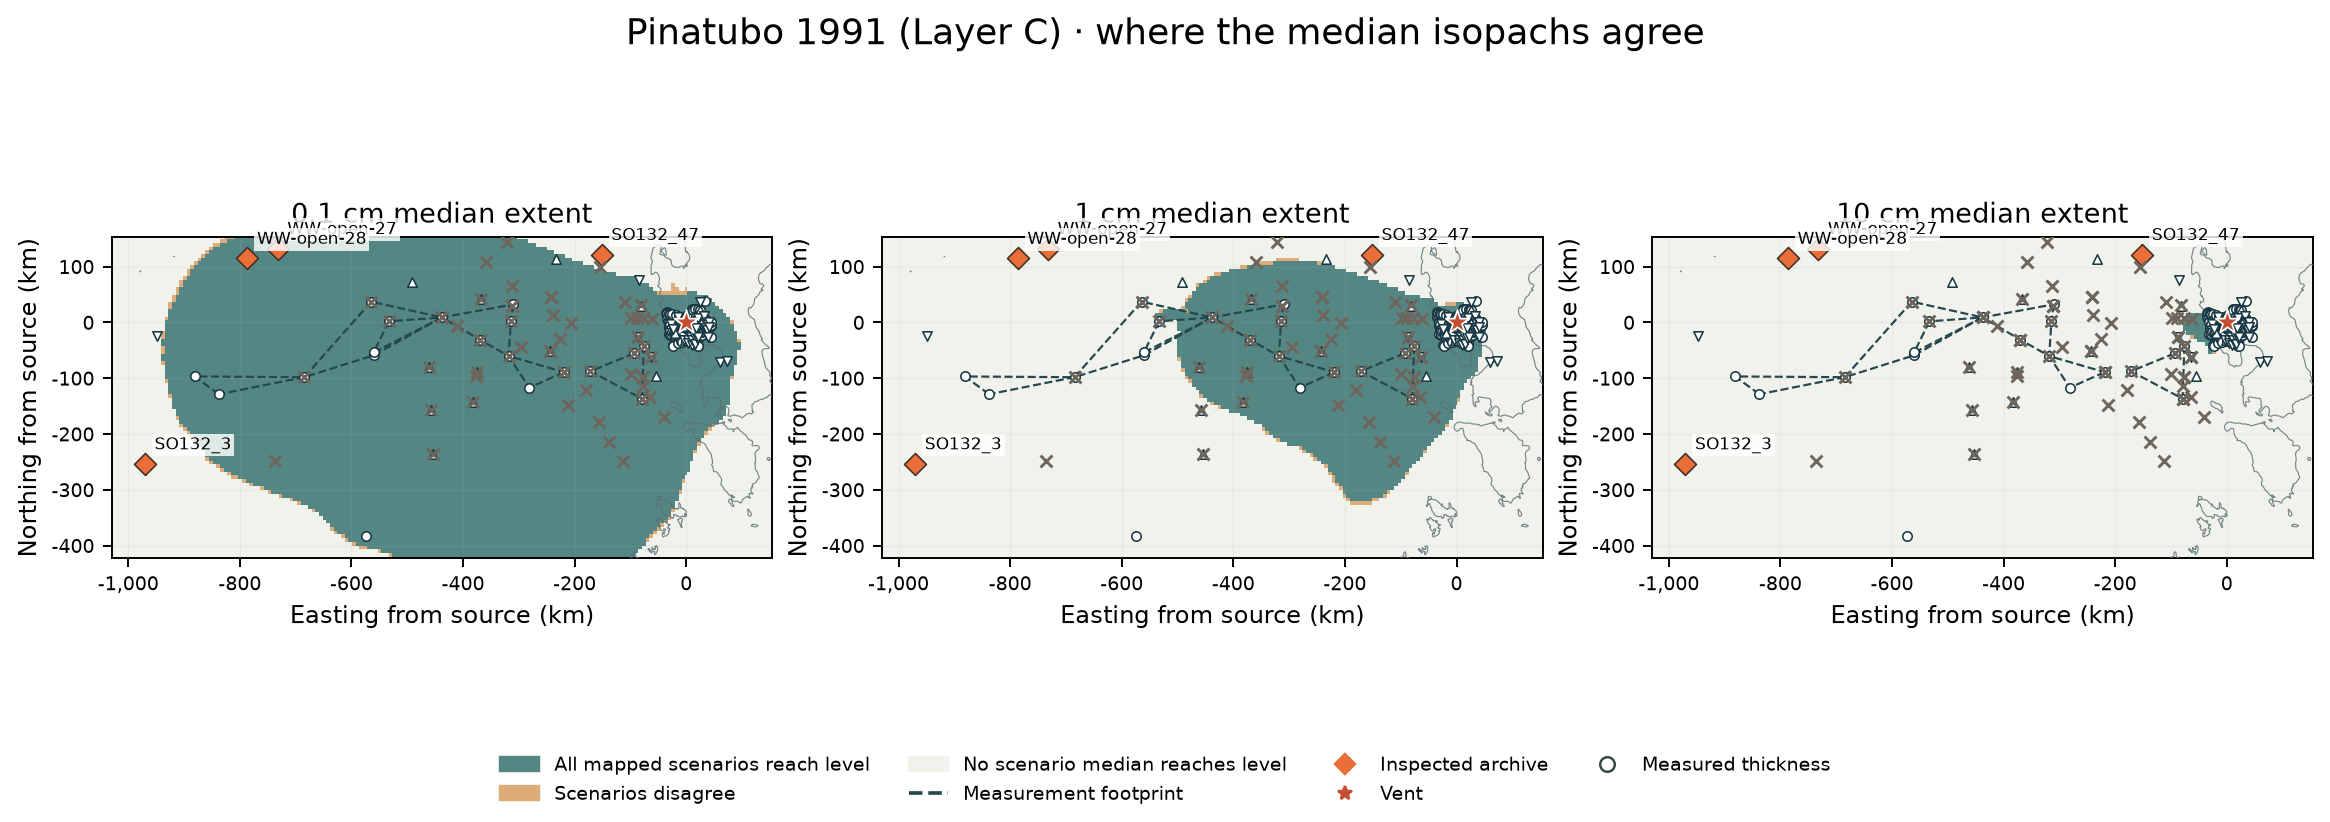 Pinatubo 1991 (Layer C) · where the median isopachs agree
0.1 cm median extent
1 cm median extent
10 cm median extent
WW-open-27
WW-open-28
SO132_47
SO132_3
WW-open-27
WW-open-28
SO132_47
SO132_3
WW-open-27
WW-open-28
SO132_47
SO132_3
Northing from source (km)
100
0
-100
-200
-300
-400
-1,000 -800 -600 -400 -200 0
Easting from source (km)
Northing from source (km)
100
0
-100
-200
-300
-400
-1,000 -800 -600 -400 -200 0
Easting from source (km)
Northing from source (km)
100
0
-100
-200
-300
-400
-1,000 -800 -600 -400 -200 0
Easting from source (km)
All mapped scenarios reach level
Scenarios disagree
No scenario median reaches level
Measurement footprint
Inspected archive
Vent
Measured thickness